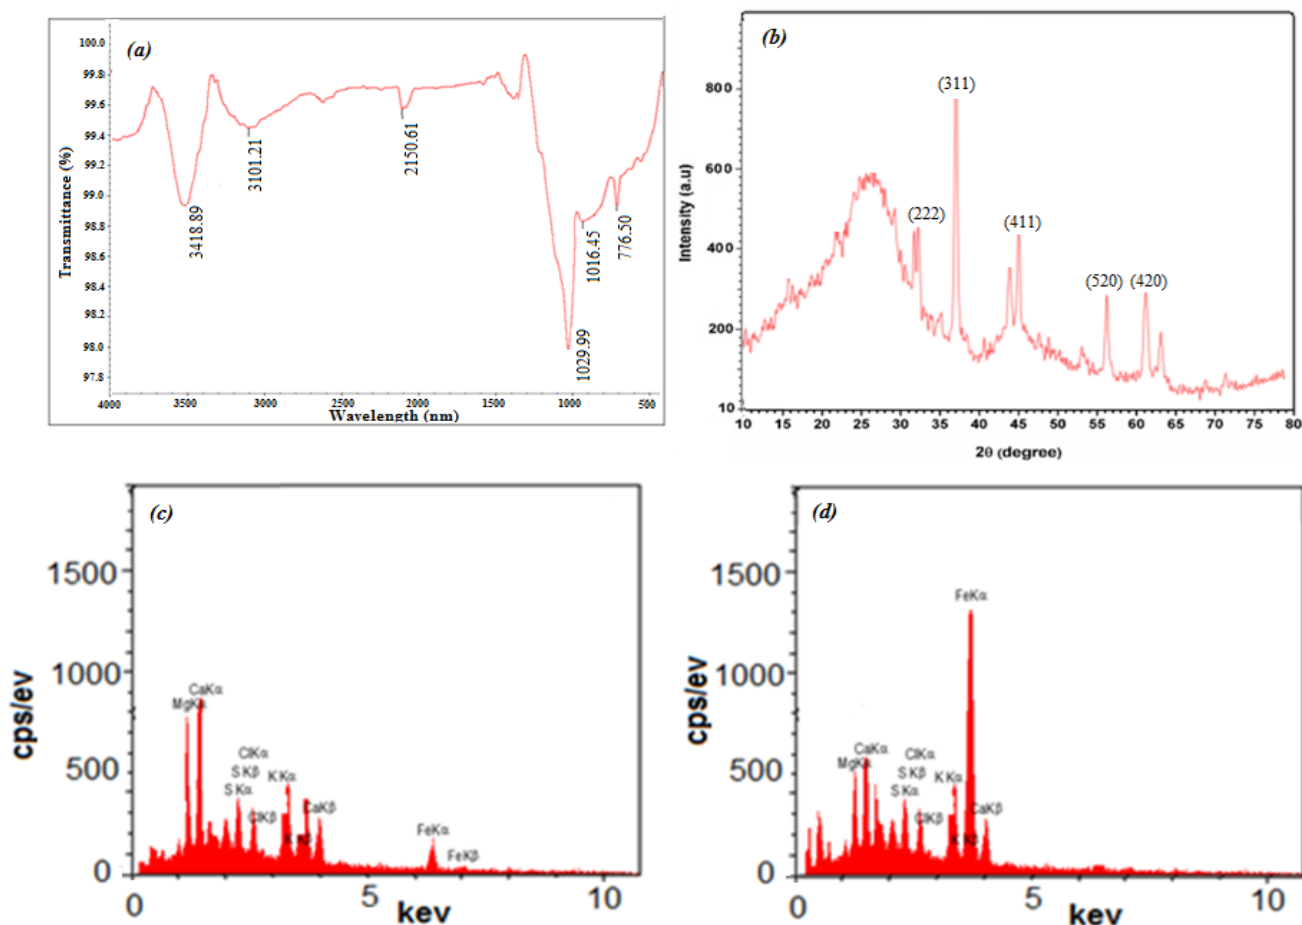 (a)
100.0
99.8
99.6
99.4
99.2
99.0
98.8
98.6
98.4
98.2
98.0
97.8
Transmittance (%)
3418.89
3101.21
2150.61
1029.99
1016.45
776.50
4000 3500 3000 2500 2000 1500 1000 500
Wavelength (nm)
(b)
800
600
400
200
10
Intensity (a.u)
(222)
(311)
(411)
(520) (420)
10 15 20 25 30 35 40 45 50 55 60 65 70 75 80
2θ (degree)
(c)
1500
1000
500
0
cps/ev
CaKα
MgKα
ClKα
S Kβ
S Kα
ClKβ
K Kα
K Kβ
CaKβ
FeKα
FeKβ
0 5 10
kev
(d)
1500
1000
500
0
cps/ev
FeKα
CaKα
MgKα
ClKα
S Kβ
S Kα
ClKβ
K Kα
K Kβ
CaKβ
0 5 10
kev